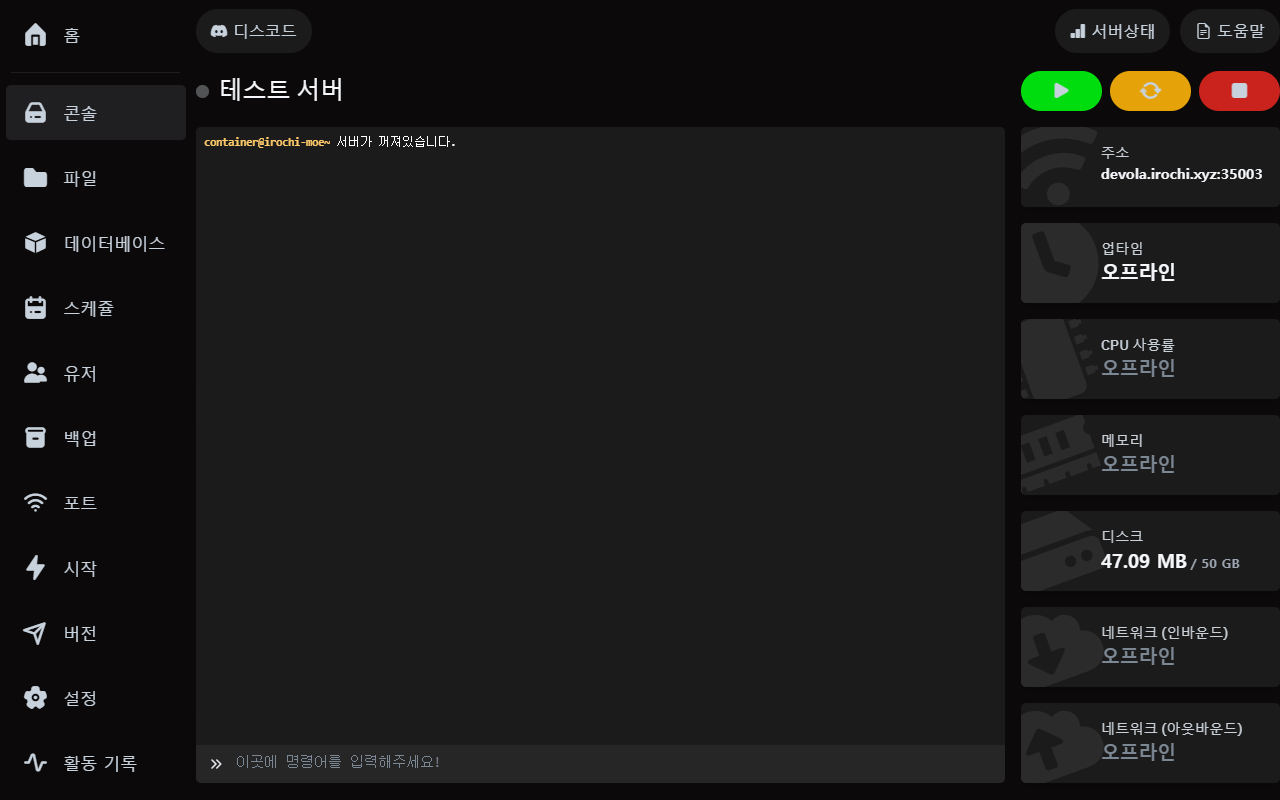 홈
디스코드
서버상태
도움말
테스트 서버
콘솔
파일
데이터베이스
스케쥴
유저
백업
포트
시작
버전
설정
활동 기록
container@irochi-moe~ 서버가 꺼져있습니다.
» 이곳에 명령어를 입력해주세요!
주소
devola.irochi.xyz:35003
업타임
오프라인
CPU 사용률
오프라인
메모리
오프라인
디스크
47.09 MB / 50 GB
네트워크 (인바운드)
오프라인
네트워크 (아웃바운드)
오프라인